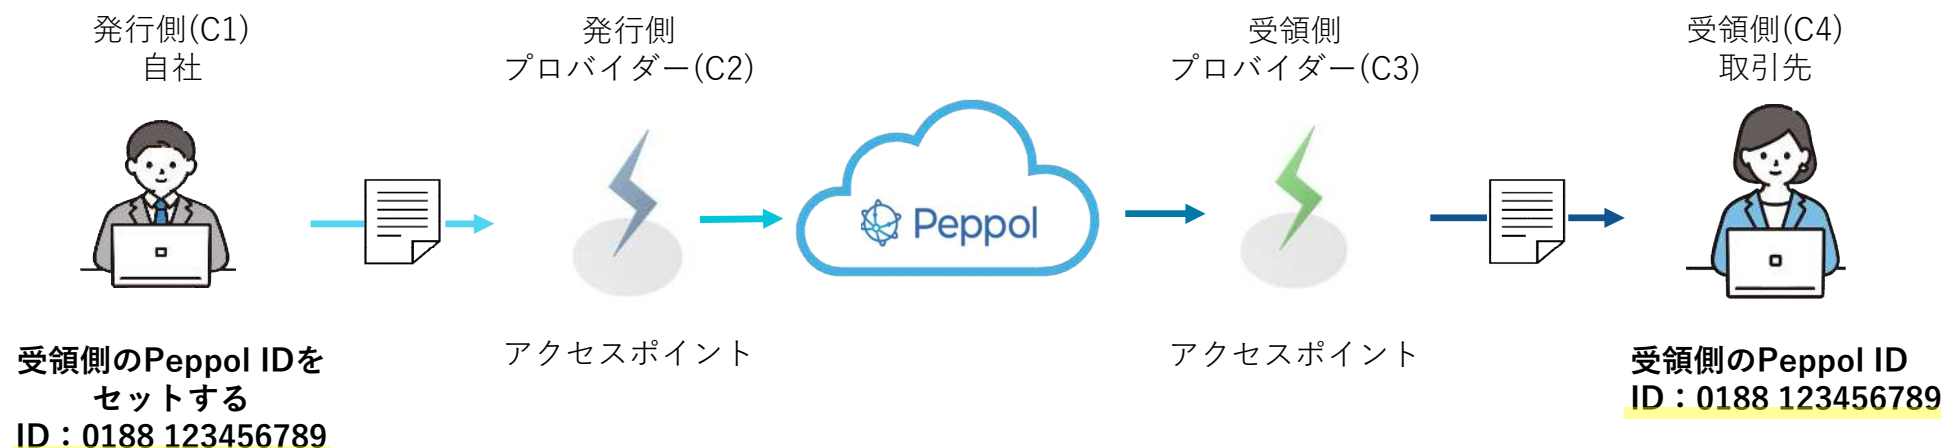 発行側(C1)
自社
発行側
プロバイダー(C2)
受領側
プロバイダー(C3)
受領側(C4)
取引先
Peppol
アクセスポイント
アクセスポイント
受領側のPeppol IDを
セットする
ID：0188 123456789
受領側のPeppol ID
ID：0188 123456789